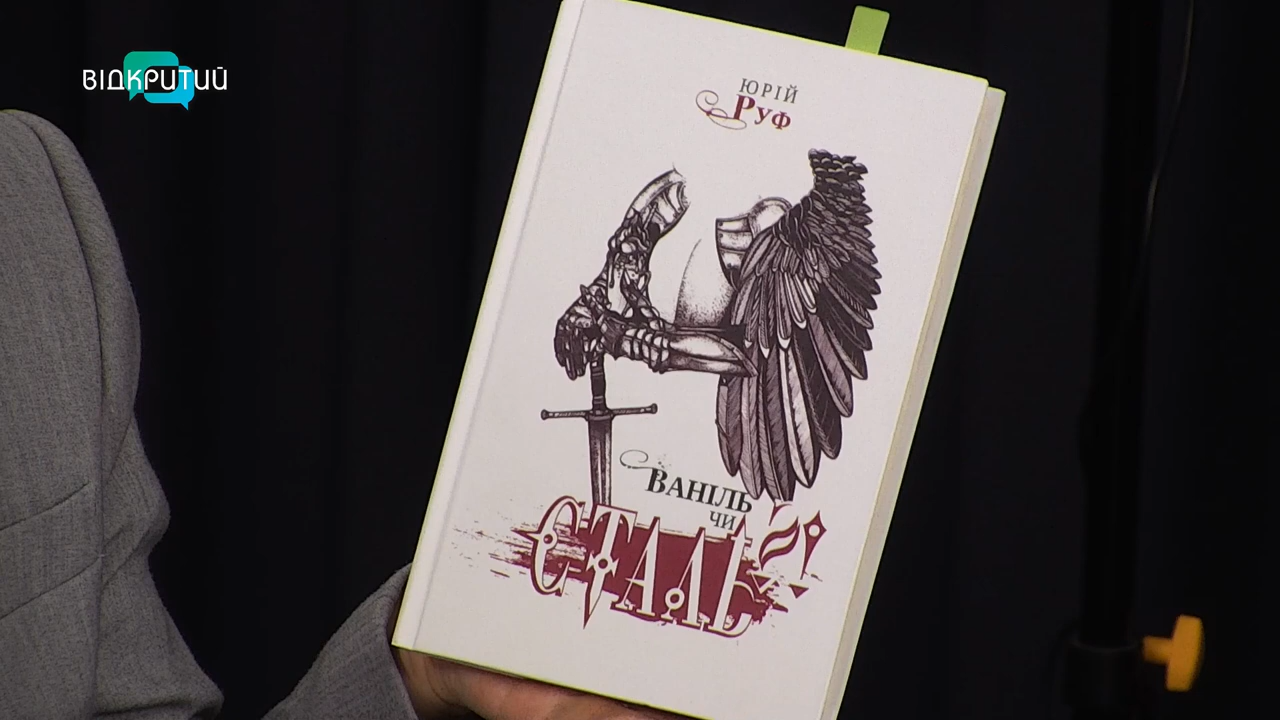 ВІДКРИТИЙ
ЮРІЙ
РУФ
ВАНІЛЬ
ЧИ
СТАЛЬ?!